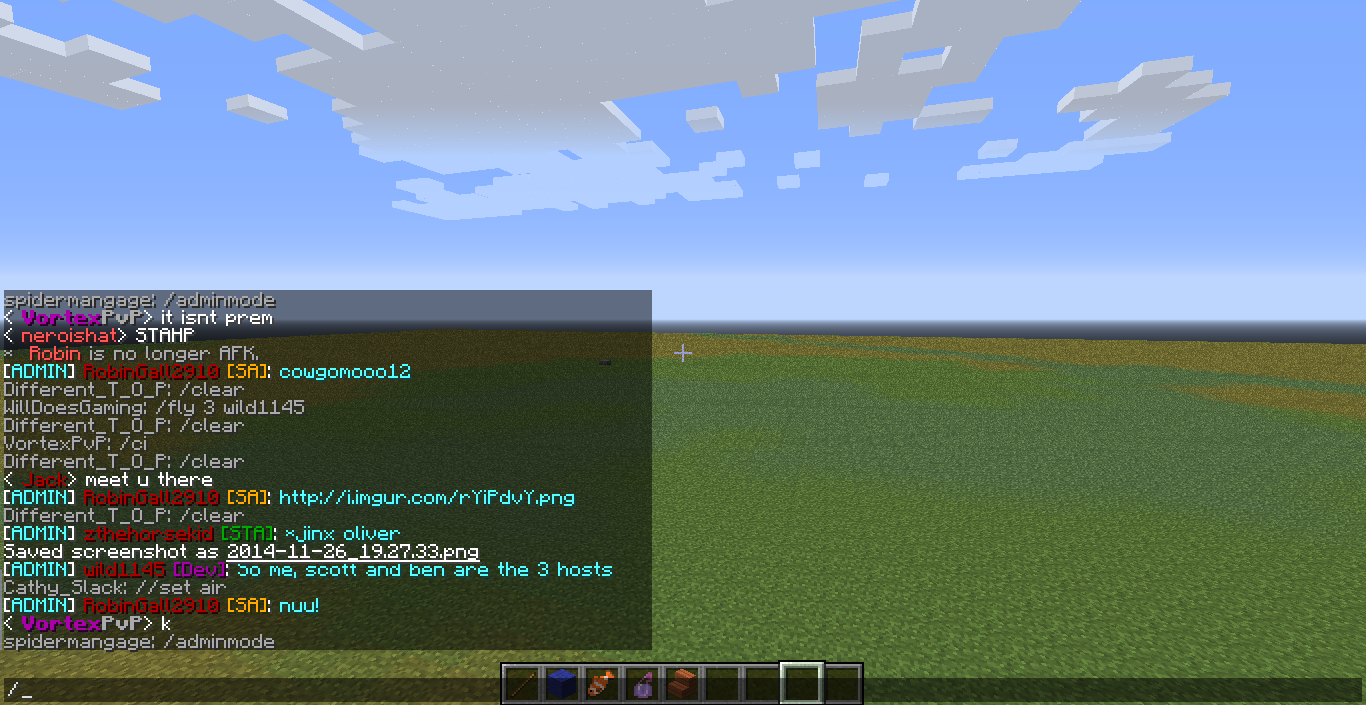 spidermangage: /adminmode
< VortexPvP> it isnt prem
< neroishat> STAHP
* Robin is no longer AFK.
[ADMIN] RobinGall2910 [SA]: cowgomooo12
Different_T_O_P: /clear
WillDoesGaming: /fly 3 wild1145
Different_T_O_P: /clear
VortexPvP: /ci
Different_T_O_P: /clear
< Jack> meet u there
[ADMIN] RobinGall2910 [SA]: http://i.imgur.com/rYiPdvY.png
Different_T_O_P: /clear
[ADMIN] zthehorsekid [STA]: *jinx oliver
Saved screenshot as 2014-11-26_19.27.33.png
[ADMIN] wild1145 [Dev]: So me, scott and ben are the 3 hosts
Cathy_Slack: //set air
[ADMIN] RobinGall2910 [SA]: nuu!
< VortexPvP> k
spidermangage: /adminmode
/_